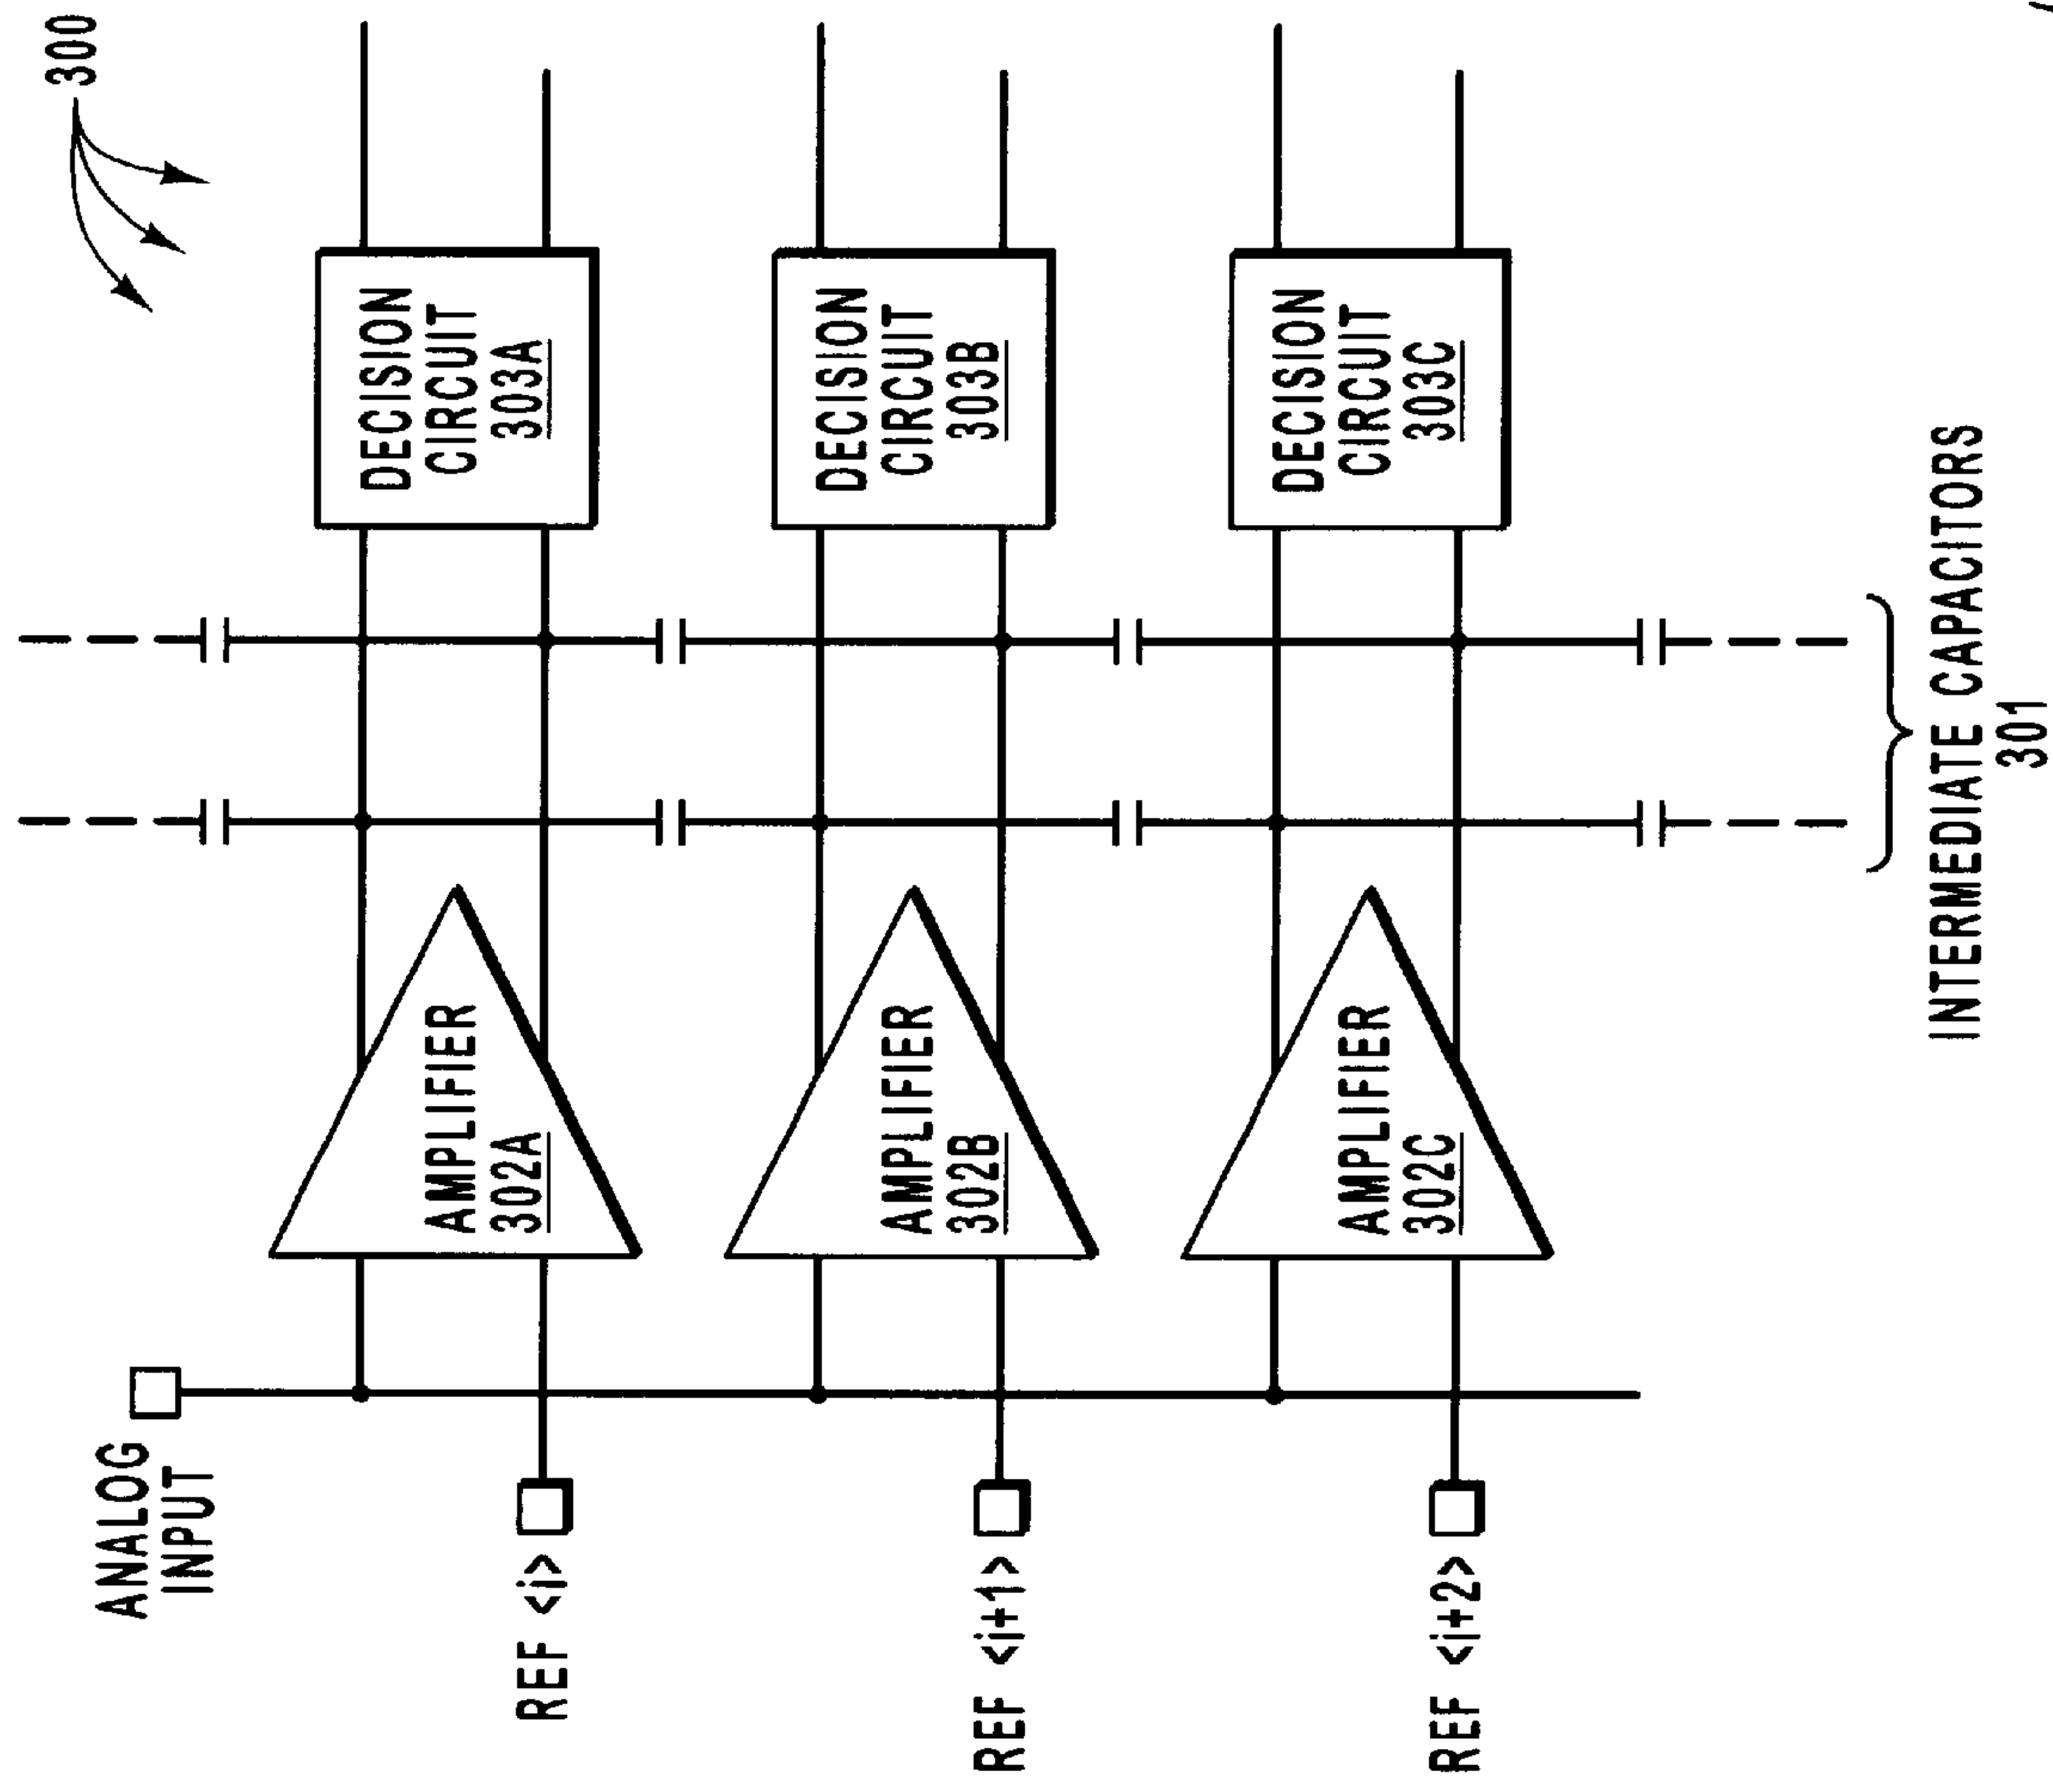 300
ANALOG
INPUT
REF <i>
AMPLIFIER
302A
DECISION
CIRCUIT
303A
REF <i+1>
AMPLIFIER
302B
DECISION
CIRCUIT
303B
REF <i+2>
AMPLIFIER
302C
DECISION
CIRCUIT
303C
INTERMEDIATE CAPACITORS
301